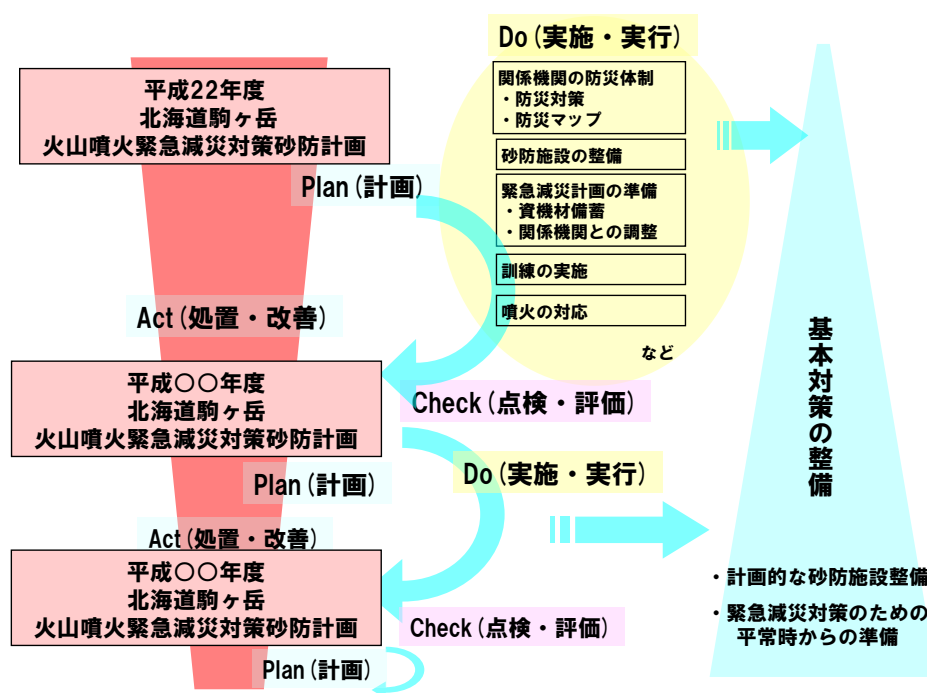 Do(実施・実行)
関係機関の防災体制
・防災対策
・防災マップ
砂防施設の整備
緊急減災計画の準備
・資機材備蓄
・関係機関との調整
訓練の実施
噴火の対応
など
平成22年度
北海道駒ヶ岳
火山噴火緊急減災対策砂防計画
Plan(計画)
Act(処置・改善)
Check(点検・評価)
平成〇〇年度
北海道駒ヶ岳
火山噴火緊急減災対策砂防計画
Plan(計画)
Do(実施・実行)
Act(処置・改善)
Check(点検・評価)
平成〇〇年度
北海道駒ヶ岳
火山噴火緊急減災対策砂防計画
Plan(計画)
基本対策の整備
・計画的な砂防施設整備
・緊急減災対策のための
平常時からの準備